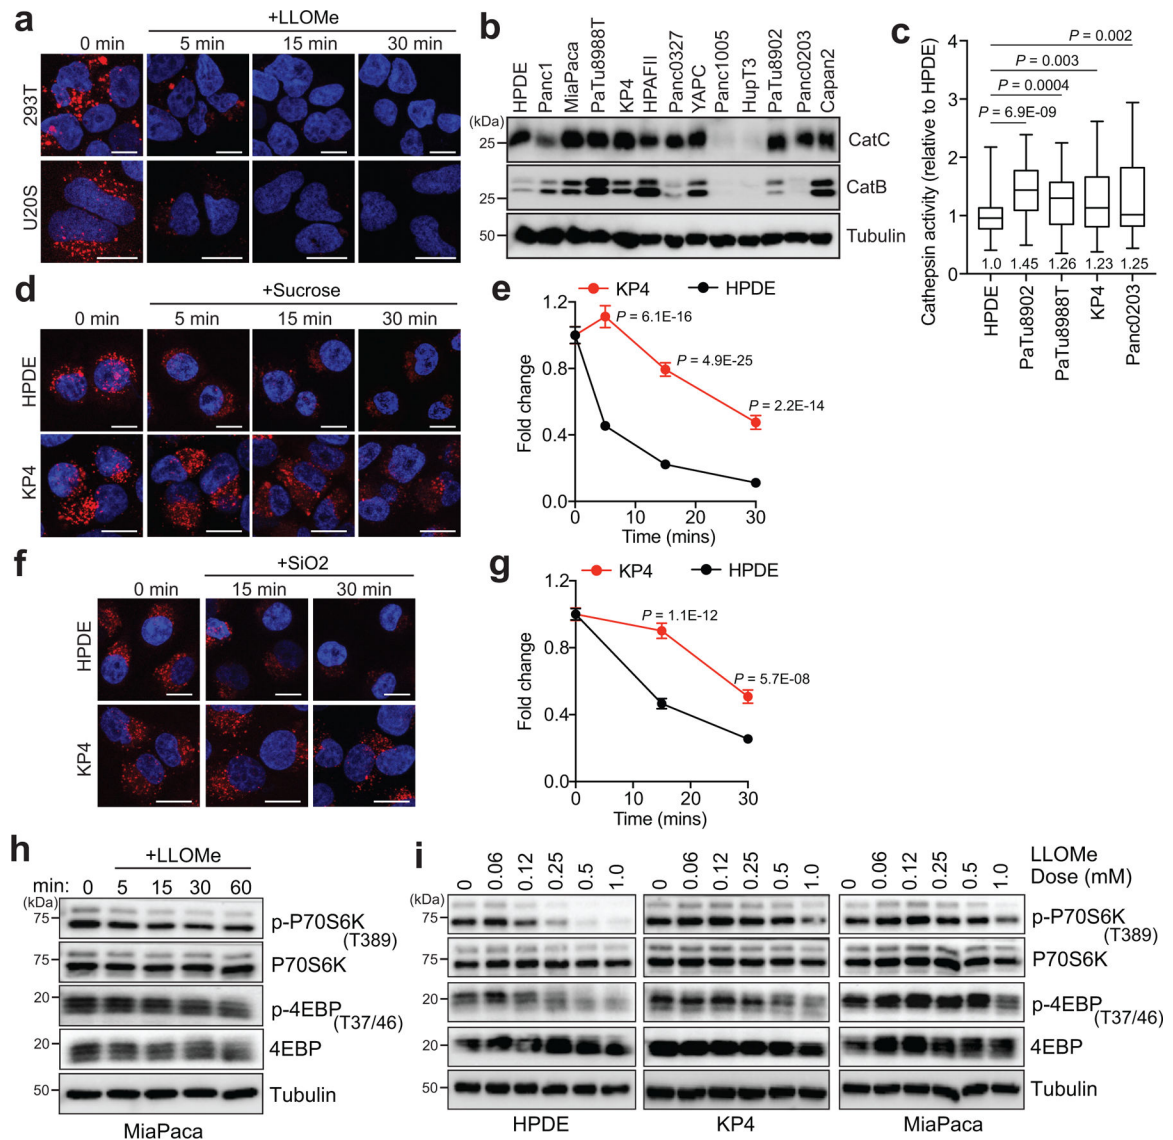 a
+LLOMe
0 min 5 min 15 min 30 min
293T
U20S
b
HPDE Panc1 MiaPaca PaTu8988T KP4 HPAFII Panc0327 YAPC Panc1005 HupT3 PaTu8902 Panc0203 Capan2
(kDa)
25 CatC
25 CatB
50 Tubulin
c
P = 0.002
P = 0.003
P = 0.0004
P = 6.9E-09
Cathepsin activity (relative to HPDE)
4
3
2
1
0
1.0 1.45 1.26 1.23 1.25
HPDE PaTu8902 PaTu8988T KP4 Panc0203
d
+Sucrose
0 min 5 min 15 min 30 min
HPDE
KP4
e
KP4 HPDE
Fold change
1.2
0.8
0.4
0.0
P = 6.1E-16
P = 4.9E-25
P = 2.2E-14
0 10 20 30
Time (mins)
f
+SiO2
0 min 15 min 30 min
HPDE
KP4
g
KP4 HPDE
Fold change
1.2
0.8
0.4
0.0
P = 1.1E-12
P = 5.7E-08
0 10 20 30
Time (mins)
h
+LLOMe
min: 0 5 15 30 60
(kDa)
75 p-P70S6K (T389)
75 P70S6K
20 p-4EBP (T37/46)
20 4EBP
50 Tubulin
MiaPaca
i
0 0.06 0.12 0.25 0.5 1.0 0 0.06 0.12 0.25 0.5 1.0 0 0.06 0.12 0.25 0.5 1.0 LLOMe
Dose (mM)
(kDa)
75 p-P70S6K (T389)
75 P70S6K
20 p-4EBP (T37/46)
20 4EBP
50 Tubulin
HPDE KP4 MiaPaca